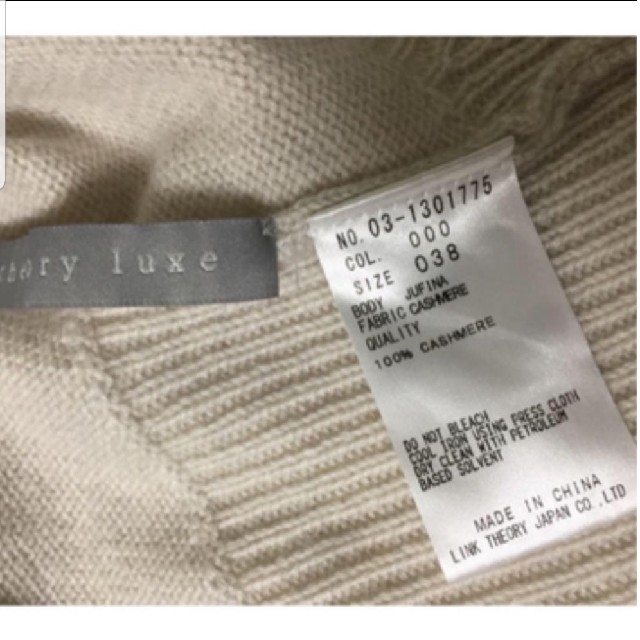 theory luxe
NO. 03-1301775
COL. 000
SIZE 038
BODY JUFINA
FABRIC CASHMERE
QUALITY
100% CASHMERE
DO NOT BLEACH
COOL IRON USING PRESS CLOTH
DRY CLEAN WITH PETROLEUM
BASED SOLVENT
MADE IN CHINA
LINK THEORY JAPAN CO.,LTD